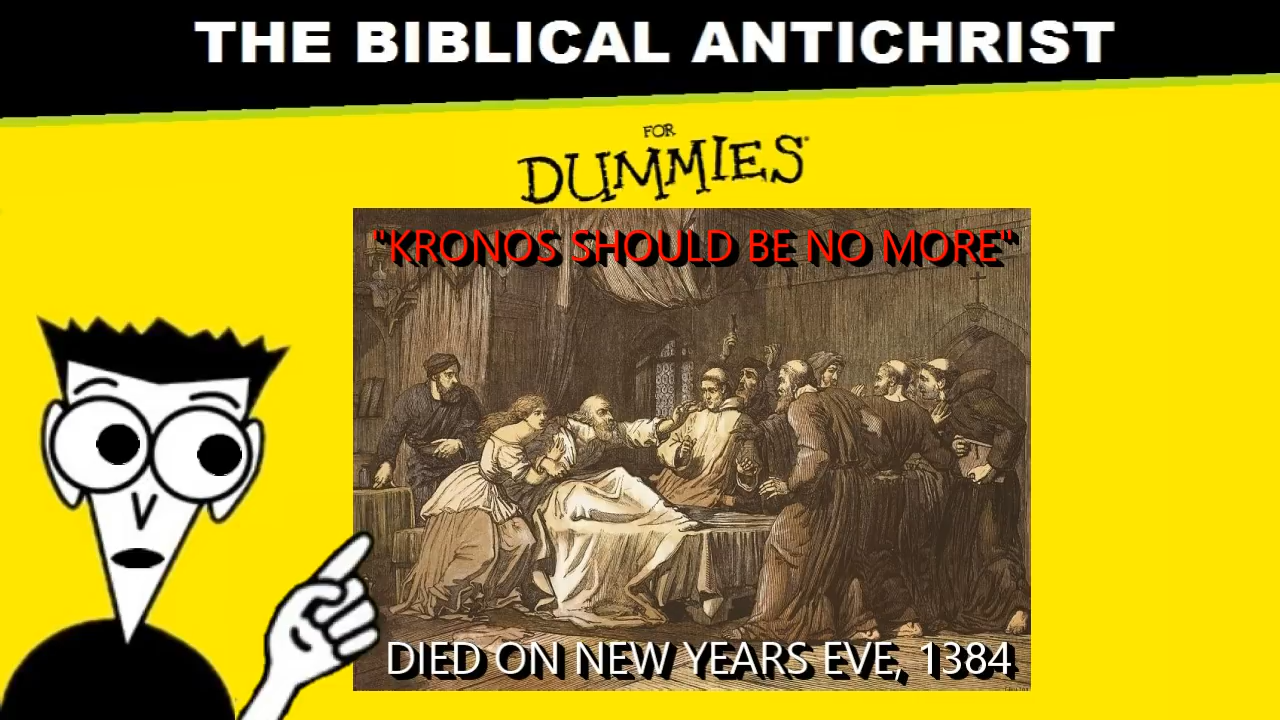 THE BIBLICAL ANTICHRIST
FOR
DUMMIES
"KRONOS SHOULD BE NO MORE"
DIED ON NEW YEARS EVE, 1384